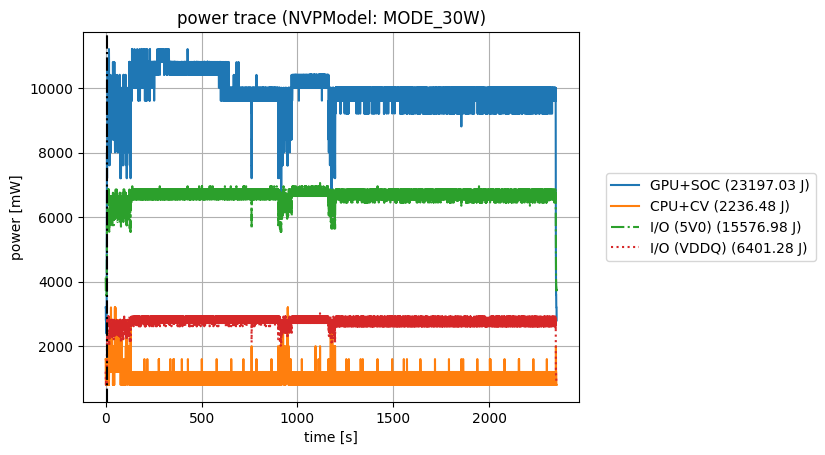 power trace (NVPModel: MODE_30W)
power [mW]
10000
8000
6000
4000
2000
0
500
1000
1500
2000
time [s]
GPU+SOC (23197.03 J)
CPU+CV (2236.48 J)
I/O (5V0) (15576.98 J)
I/O (VDDQ) (6401.28 J)